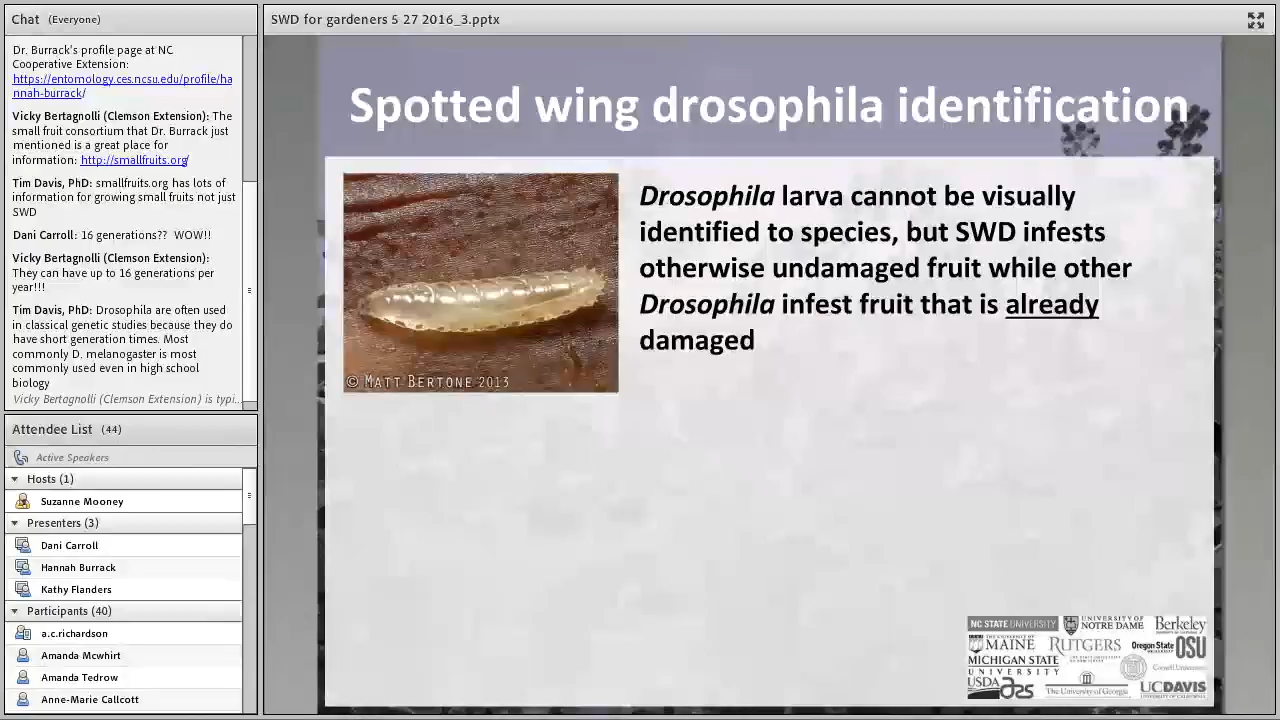 Chat (Everyone)
Dr. Burrack's profile page at NC
Cooperative Extension:
https://entomology.ces.ncsu.edu/profile/ha
nnah-burrack/
Vicky Bertagnolli (Clemson Extension): The
small fruit consortium that Dr. Burrack just
mentioned is a great place for
information: http://smallfruits.org/
Tim Davis, PhD: smallfruits.org has lots of
information for growing small fruits not just
SWD
Dani Carroll: 16 generations?? WOW!!
Vicky Bertagnolli (Clemson Extension):
They can have up to 16 generations per
year!!!
Tim Davis, PhD: Drosophila are often used
in classical genetic studies because they do
have short generation times. Most
commonly D. melanogaster is most
commonly used even in high school
biology
Vicky Bertagnolli (Clemson Extension) is typi...
Attendee List (44)
Active Speakers
Hosts (1)
Suzanne Mooney
Presenters (3)
Dani Carroll
Hannah Burrack
Kathy Flanders
Participants (40)
a.c.richardson
Amanda Mcwhirt
Amanda Tedrow
Anne-Marie Callcott
SWD for gardeners 5 27 2016_3.pptx
Spotted wing drosophila identification
Drosophila larva cannot be visually
identified to species, but SWD infests
otherwise undamaged fruit while other
Drosophila infest fruit that is already
damaged
© MATT BERTONE 2013
NC STATE UNIVERSITY
UNIVERSITY OF
NOTRE DAME
Berkeley
MAINE
RUTGERS
Oregon State
OSU
MICHIGAN STATE
UNIVERSITY
Cornell University
USDA
The University of Georgia
UCDAVIS